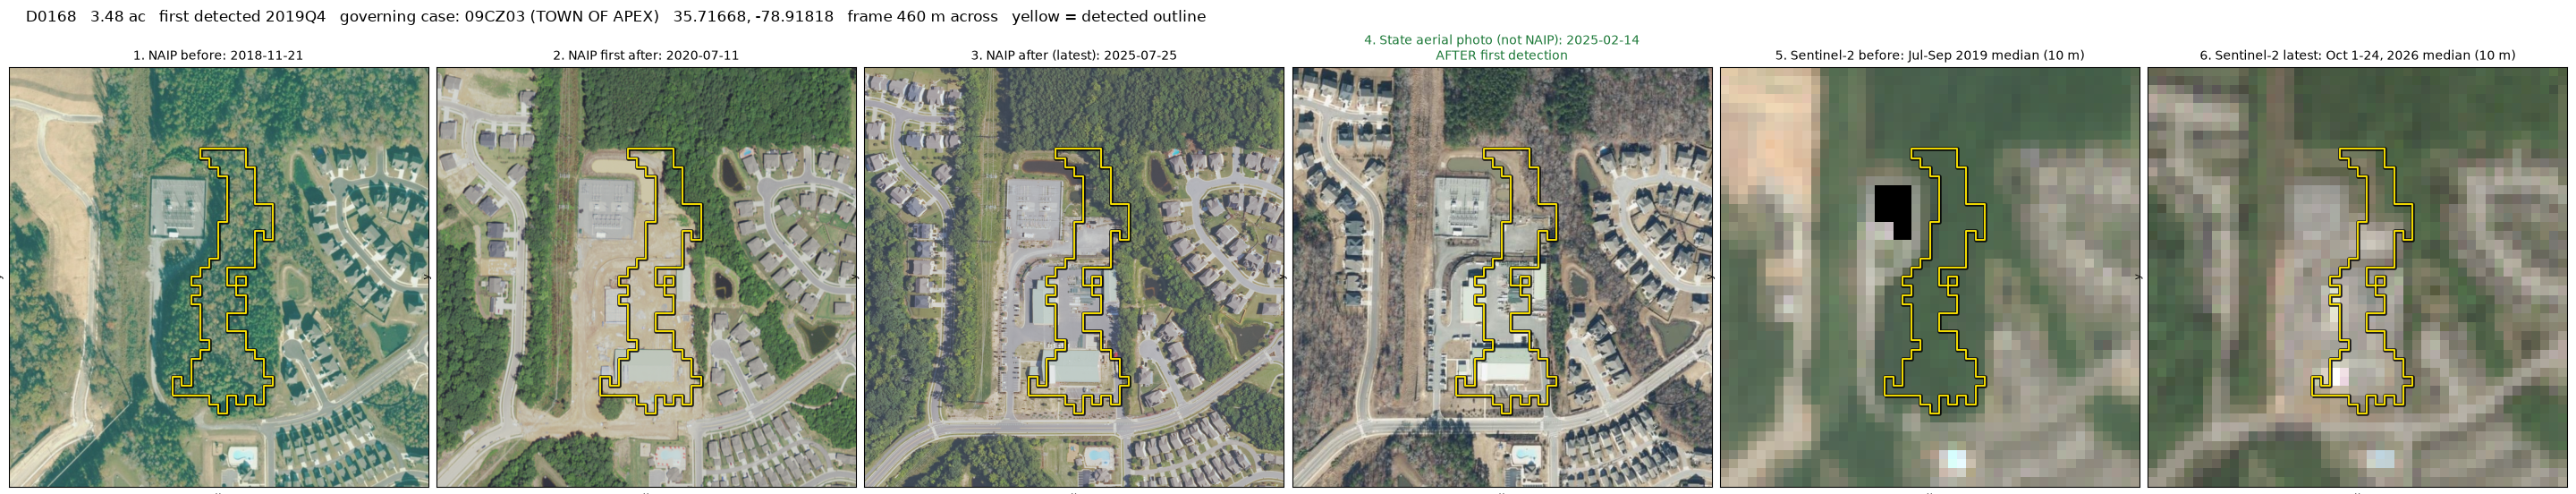 D0168   3.48 ac   first detected 2019Q4   governing case: 09CZ03 (TOWN OF APEX)   35.71668, -78.91818   frame 460 m across   yellow = detected outline
1. NAIP before: 2018-11-21
2. NAIP first after: 2020-07-11
3. NAIP after (latest): 2025-07-25
4. State aerial photo (not NAIP): 2025-02-14
AFTER first detection
5. Sentinel-2 before: Jul-Sep 2019 median (10 m)
6. Sentinel-2 latest: Oct 1-24, 2026 median (10 m)